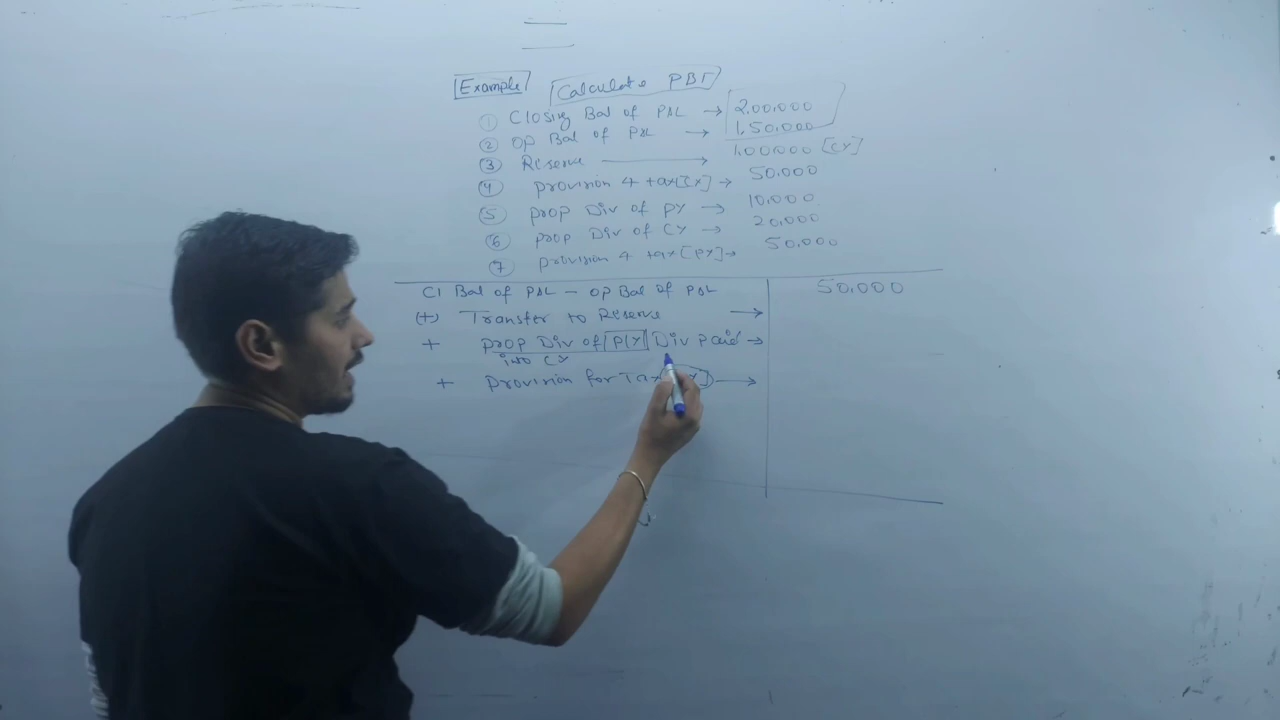 Example Calculate PBT
① Closing Bal of P&L → 2,00,000
② OP Bal of P&L → 1,50,000
③ Reserve → 1,00,000 [CY]
④ provision 4 tax[CY] → 50,000
⑤ prop Div of PY → 10,000
⑥ prop Div of CY → 20,000
⑦ provision 4 tax[PY] → 50,000
Cl Bal of P&L - OP Bal of P&L 50,000
(+) Transfer to Reserve →
+ prop Div of P/Y Div paid →
into CY
+ Provision for Tax →